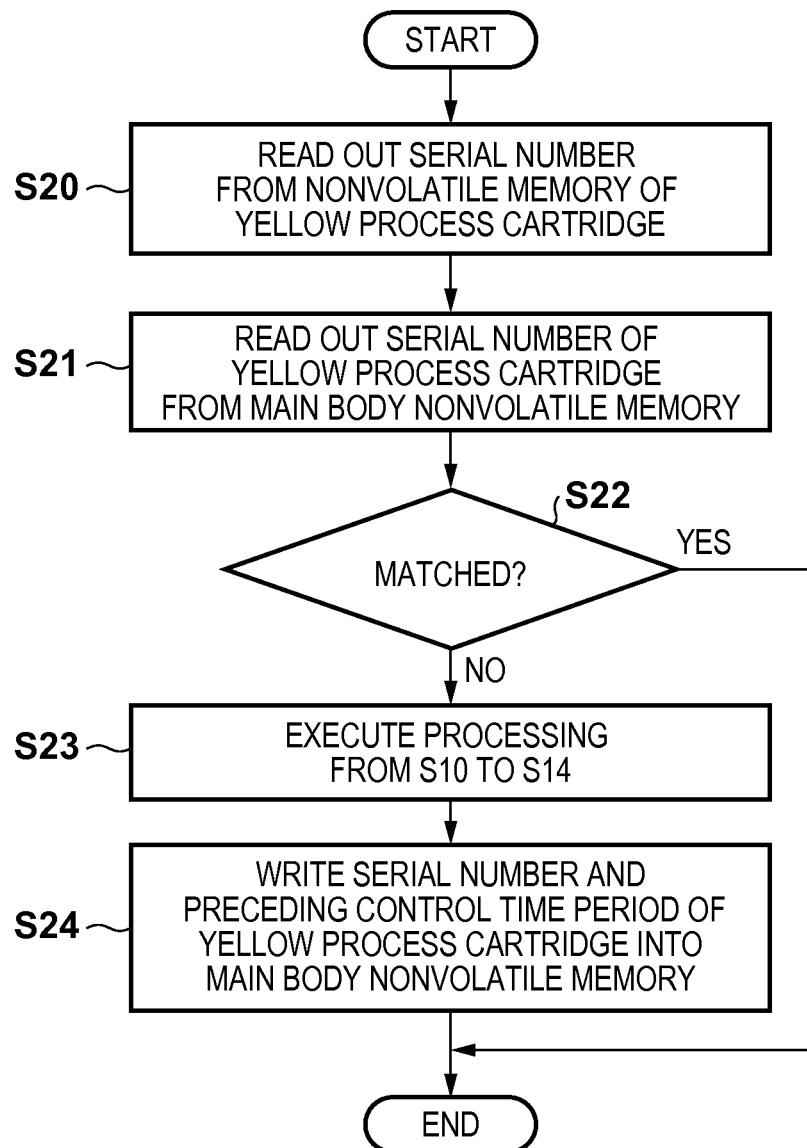 START
S20
READ OUT SERIAL NUMBER
FROM NONVOLATILE MEMORY OF
YELLOW PROCESS CARTRIDGE
S21
READ OUT SERIAL NUMBER OF
YELLOW PROCESS CARTRIDGE
FROM MAIN BODY NONVOLATILE MEMORY
S22
MATCHED?
YES
NO
S23
EXECUTE PROCESSING
FROM S10 TO S14
S24
WRITE SERIAL NUMBER AND
PRECEDING CONTROL TIME PERIOD OF
YELLOW PROCESS CARTRIDGE INTO
MAIN BODY NONVOLATILE MEMORY
END